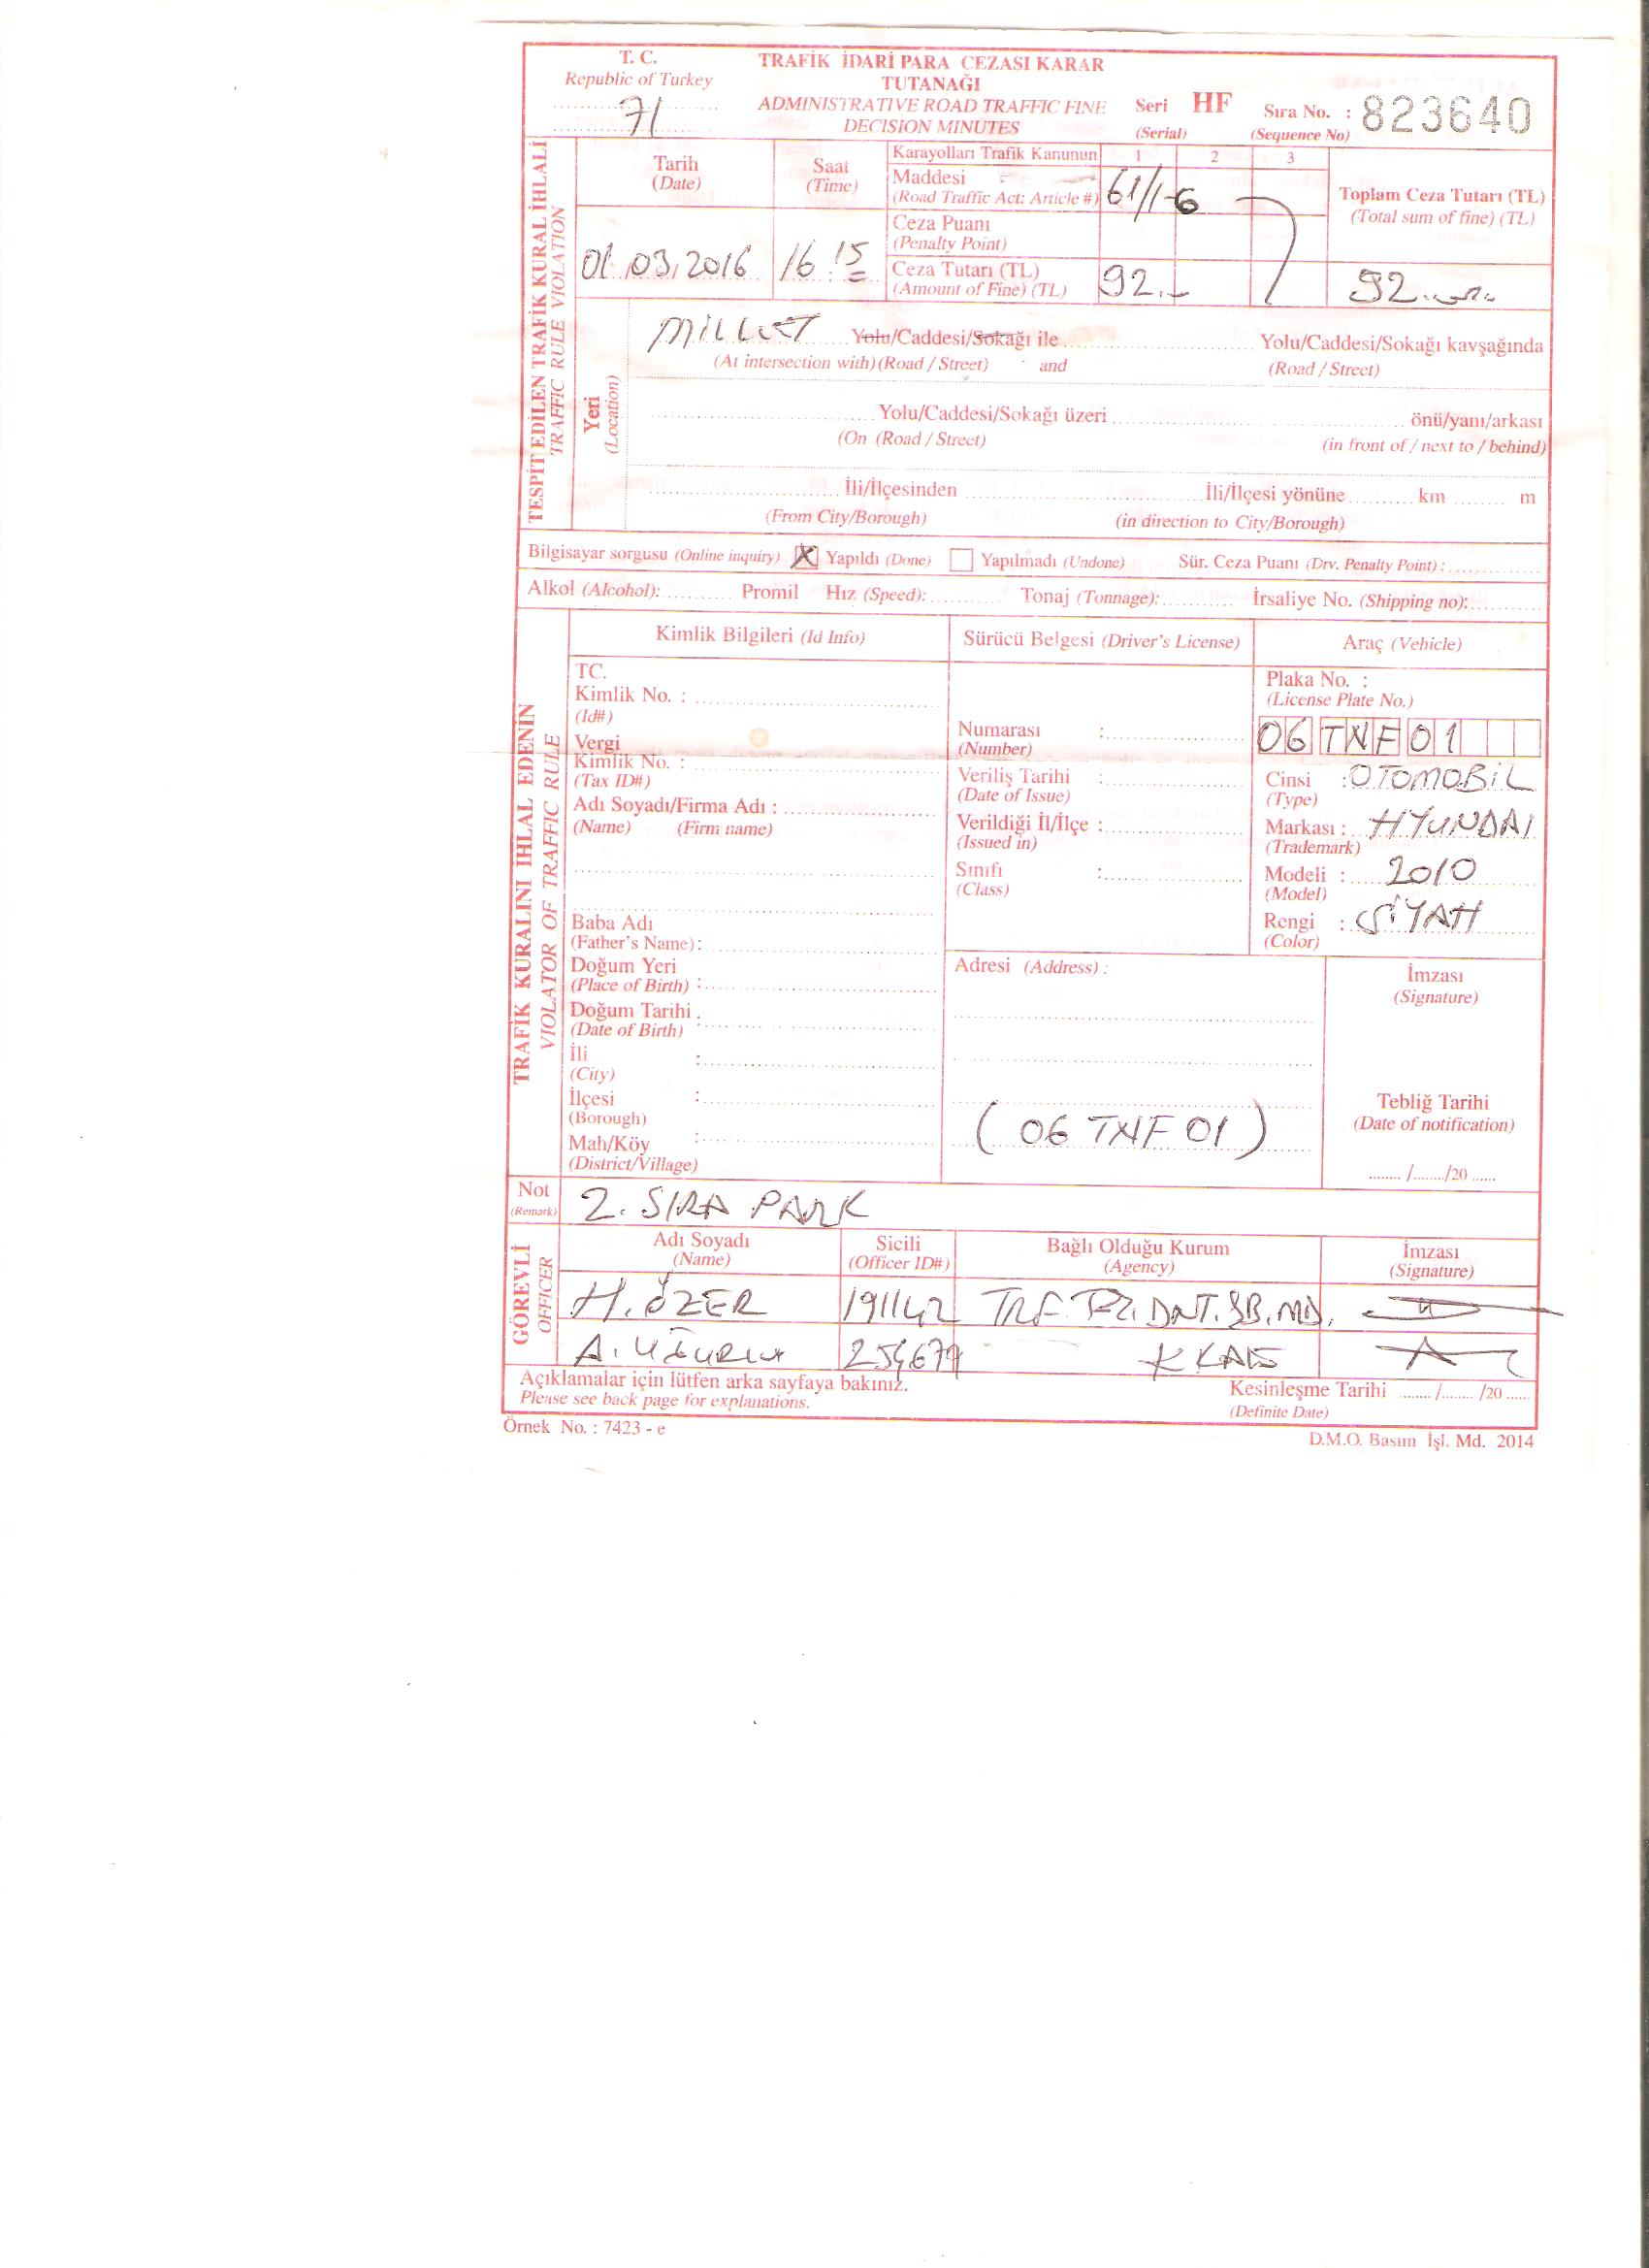 T. C.
Republic of Turkey
71
TRAFİK İDARİ PARA CEZASI KARAR
TUTANAĞI
ADMINISTRATIVE ROAD TRAFFIC FINE
DECISION MINUTES
Seri HF
(Serial)
Sıra No. : 823640
(Sequence No)
TESPİT EDİLEN TRAFİK KURAL İHLALİ
TRAFFIC RULE VIOLATION
Tarih
(Date)
Saat
(Time)
Karayolları Trafik Kanunun 1 2 3
Maddesi
(Road Traffic Act: Article #) 61/1-6
Ceza Puanı
(Penalty Point)
Ceza Tutarı (TL)
(Amount of Fine) (TL) 92.-
Toplam Ceza Tutarı (TL)
(Total sum of fine) (TL)
01.03.2016 16:15
92.
Yeri
(Location)
MİLLET Yolu/Caddesi/Sokağı ile Yolu/Caddesi/Sokağı kavşağında
(At intersection with) (Road / Street) and (Road / Street)
Yolu/Caddesi/Sokağı üzeri önü/yanı/arkası
(On (Road / Street) (in front of / next to / behind)
İli/İlçesinden İli/İlçesi yönüne km m
(From City/Borough) (in direction to City/Borough)
Bilgisayar sorgusu (Online inquiry) X Yapıldı (Done) Yapılmadı (Undone) Sür. Ceza Puanı (Drv. Penalty Point) :
Alkol (Alcohol): Promil Hız (Speed): Tonaj (Tonnage): İrsaliye No. (Shipping no):
TRAFİK KURALINI İHLAL EDENİN
VIOLATOR OF TRAFFIC RULE
Kimlik Bilgileri (Id Info)
TC.
Kimlik No. :
(Id#)
Vergi
Kimlik No. :
(Tax ID#)
Adı Soyadı/Firma Adı :
(Name) (Firm name)
Baba Adı
(Father's Name):
Doğum Yeri
(Place of Birth) :
Doğum Tarihi
(Date of Birth)
İli :
(City)
İlçesi :
(Borough)
Mah/Köy :
(District/Village)
Sürücü Belgesi (Driver's License)
Numarası :
(Number)
Veriliş Tarihi :
(Date of Issue)
Verildiği İl/İlçe :
(Issued in)
Sınıfı :
(Class)
Araç (Vehicle)
Plaka No. :
(License Plate No.)
06 TNF 01
Cinsi : OTOMOBİL
(Type)
Markası : HYUNDAI
(Trademark)
Modeli : 2010
(Model)
Rengi : SİYAH
(Color)
Adresi (Address) :
(06 TNF 01)
İmzası
(Signature)
Tebliğ Tarihi
(Date of notification)
/ /20
Not
(Remark)
2. SIRA PARK
GÖREVLİ
OFFICER
Adı Soyadı
(Name)
Sicili
(Officer ID#)
Bağlı Olduğu Kurum
(Agency)
İmzası
(Signature)
H. ÖZER 191142 DNT. ŞB. MD.
A. UĞURLU 254679
Açıklamalar için lütfen arka sayfaya bakınız.
Please see back page for explanations.
Kesinleşme Tarihi / /20
(Definite Date)
Örnek No. : 7423 - e
D.M.O. Basım İşl. Md. 2014